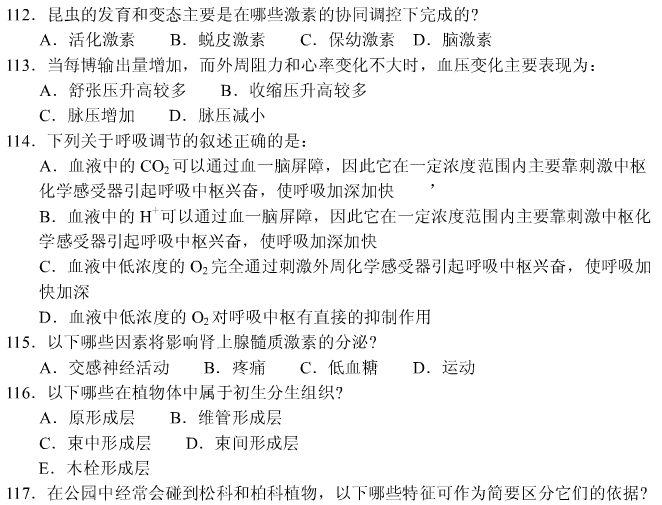 112．昆虫的发育和变态主要是在哪些激素的协同调控下完成的?
A．活化激素 B．蜕皮激素 C．保幼激素 D．脑激素
113．当每博输出量增加，而外周阻力和心率变化不大时，血压变化主要表现为：
A．舒张压升高较多 B．收缩压升高较多
C．脉压增加 D．脉压减小
114．下列关于呼吸调节的叙述正确的是：
A．血液中的 CO₂可以通过血一脑屏障，因此它在一定浓度范围内主要靠刺激中枢
化学感受器引起呼吸中枢兴奋，使呼吸加深加快 ，
B．血液中的 H⁺可以通过血一脑屏障，因此它在一定浓度范围内主要要靠刺激中枢化
学感受器引起呼吸中枢兴奋，使呼吸加深加快
C．血液中低浓度的 O₂完全通过刺激外周化学感受器引起呼吸中枢兴奋，使呼吸加
快加深
D．血液中低浓度的 O₂对呼吸中枢有直接的抑制作用
115．以下哪些因素将影响肾上腺髓质激素的分泌?
A．交感神经活动 B．疼痛 C．低血糖 D．运动
116．以下哪些在植物体中属于初生分生组织?
A．原形成层 B．维管形成层
C．束中形成层 D．束间形成层
E．木栓形成层
117．在公园中经常会碰到松科和柏科植物，以下哪些特征可作为简要区分它们的依据?